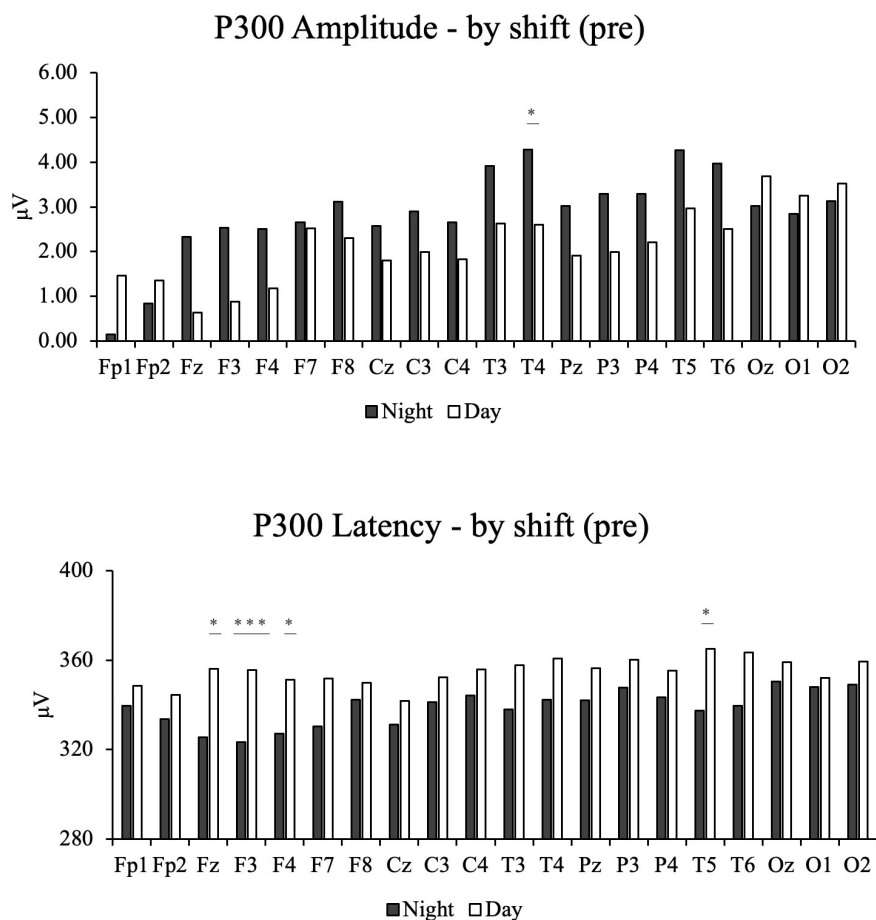 P300 Amplitude - by shift (pre)
6.00
5.00
*
4.00
μV
3.00
2.00
1.00
0.00
Fp1 Fp2 Fz F3 F4 F7 F8 Cz C3 C4 T3 T4 Pz P3 P4 T5 T6 Oz O1 O2
Night Day
P300 Latency - by shift (pre)
400
* *** * *
360
μV
320
280
Fp1 Fp2 Fz F3 F4 F7 F8 Cz C3 C4 T3 T4 Pz P3 P4 T5 T6 Oz O1 O2
Night Day